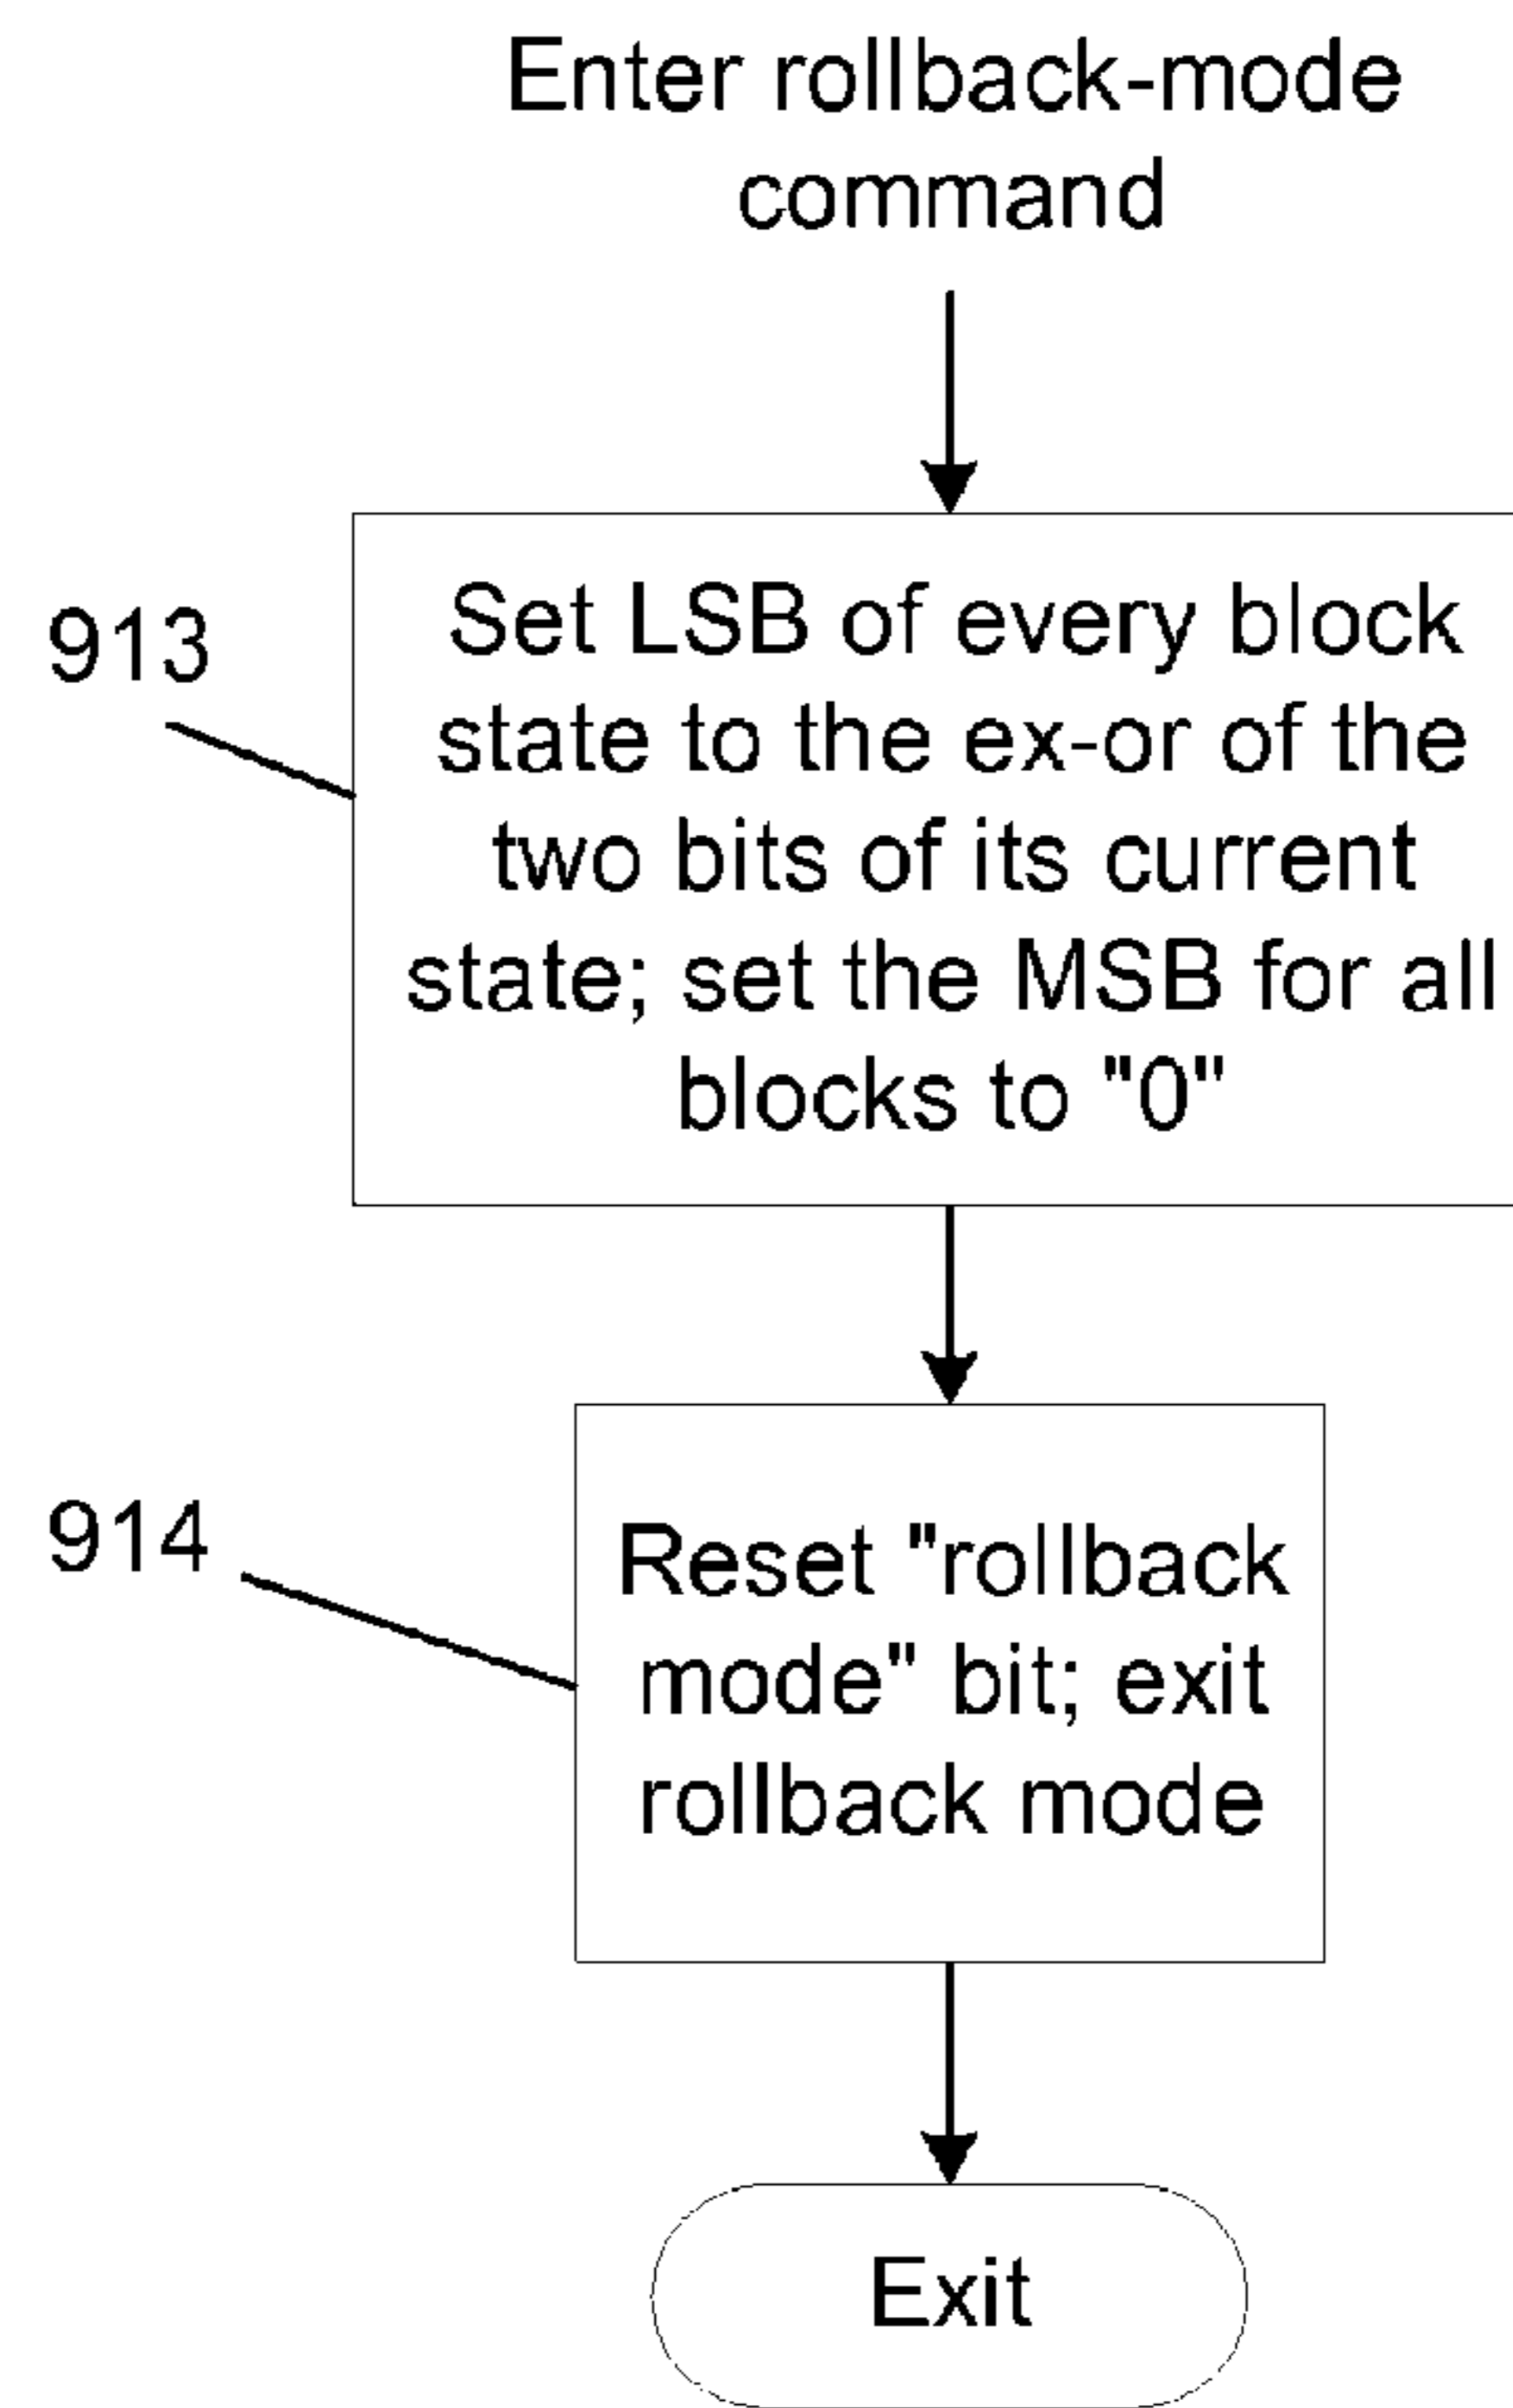 Enter rollback-mode
command
913
Set LSB of every block
state to the ex-or of the
two bits of its current
state; set the MSB for all
blocks to "0"
914
Reset "rollback
mode" bit; exit
rollback mode
Exit